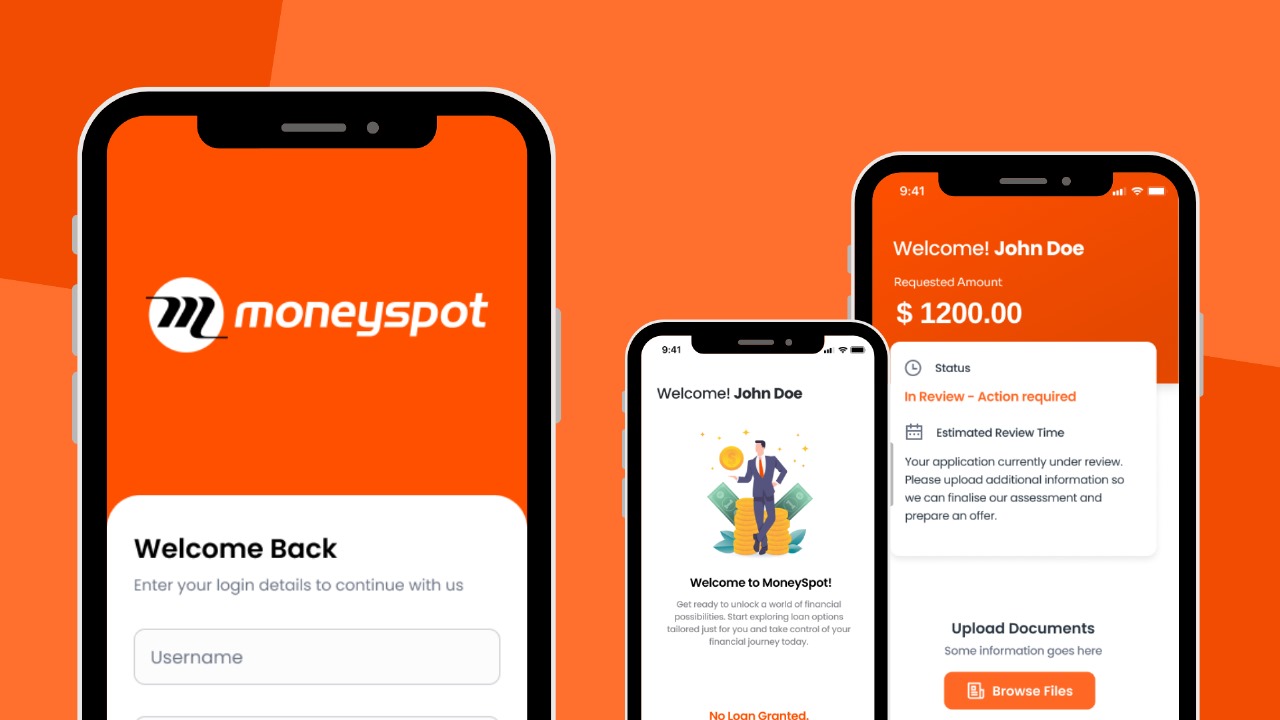 moneyspot
Welcome Back
Enter your login details to continue with us
Username
9:41
Welcome! John Doe
Welcome to MoneySpot!
Get ready to unlock a world of financial
possibilities. Start exploring loan options
tailored just for you and take control of your
financial journey today.
No Loan Granted.
9:41
Welcome! John Doe
Requested Amount
$ 1200.00
Status
In Review - Action required
Estimated Review Time
Your application currently under review.
Please upload additional information so
we can finalise our assessment and
prepare an offer.
Upload Documents
Some information goes here
Browse Files